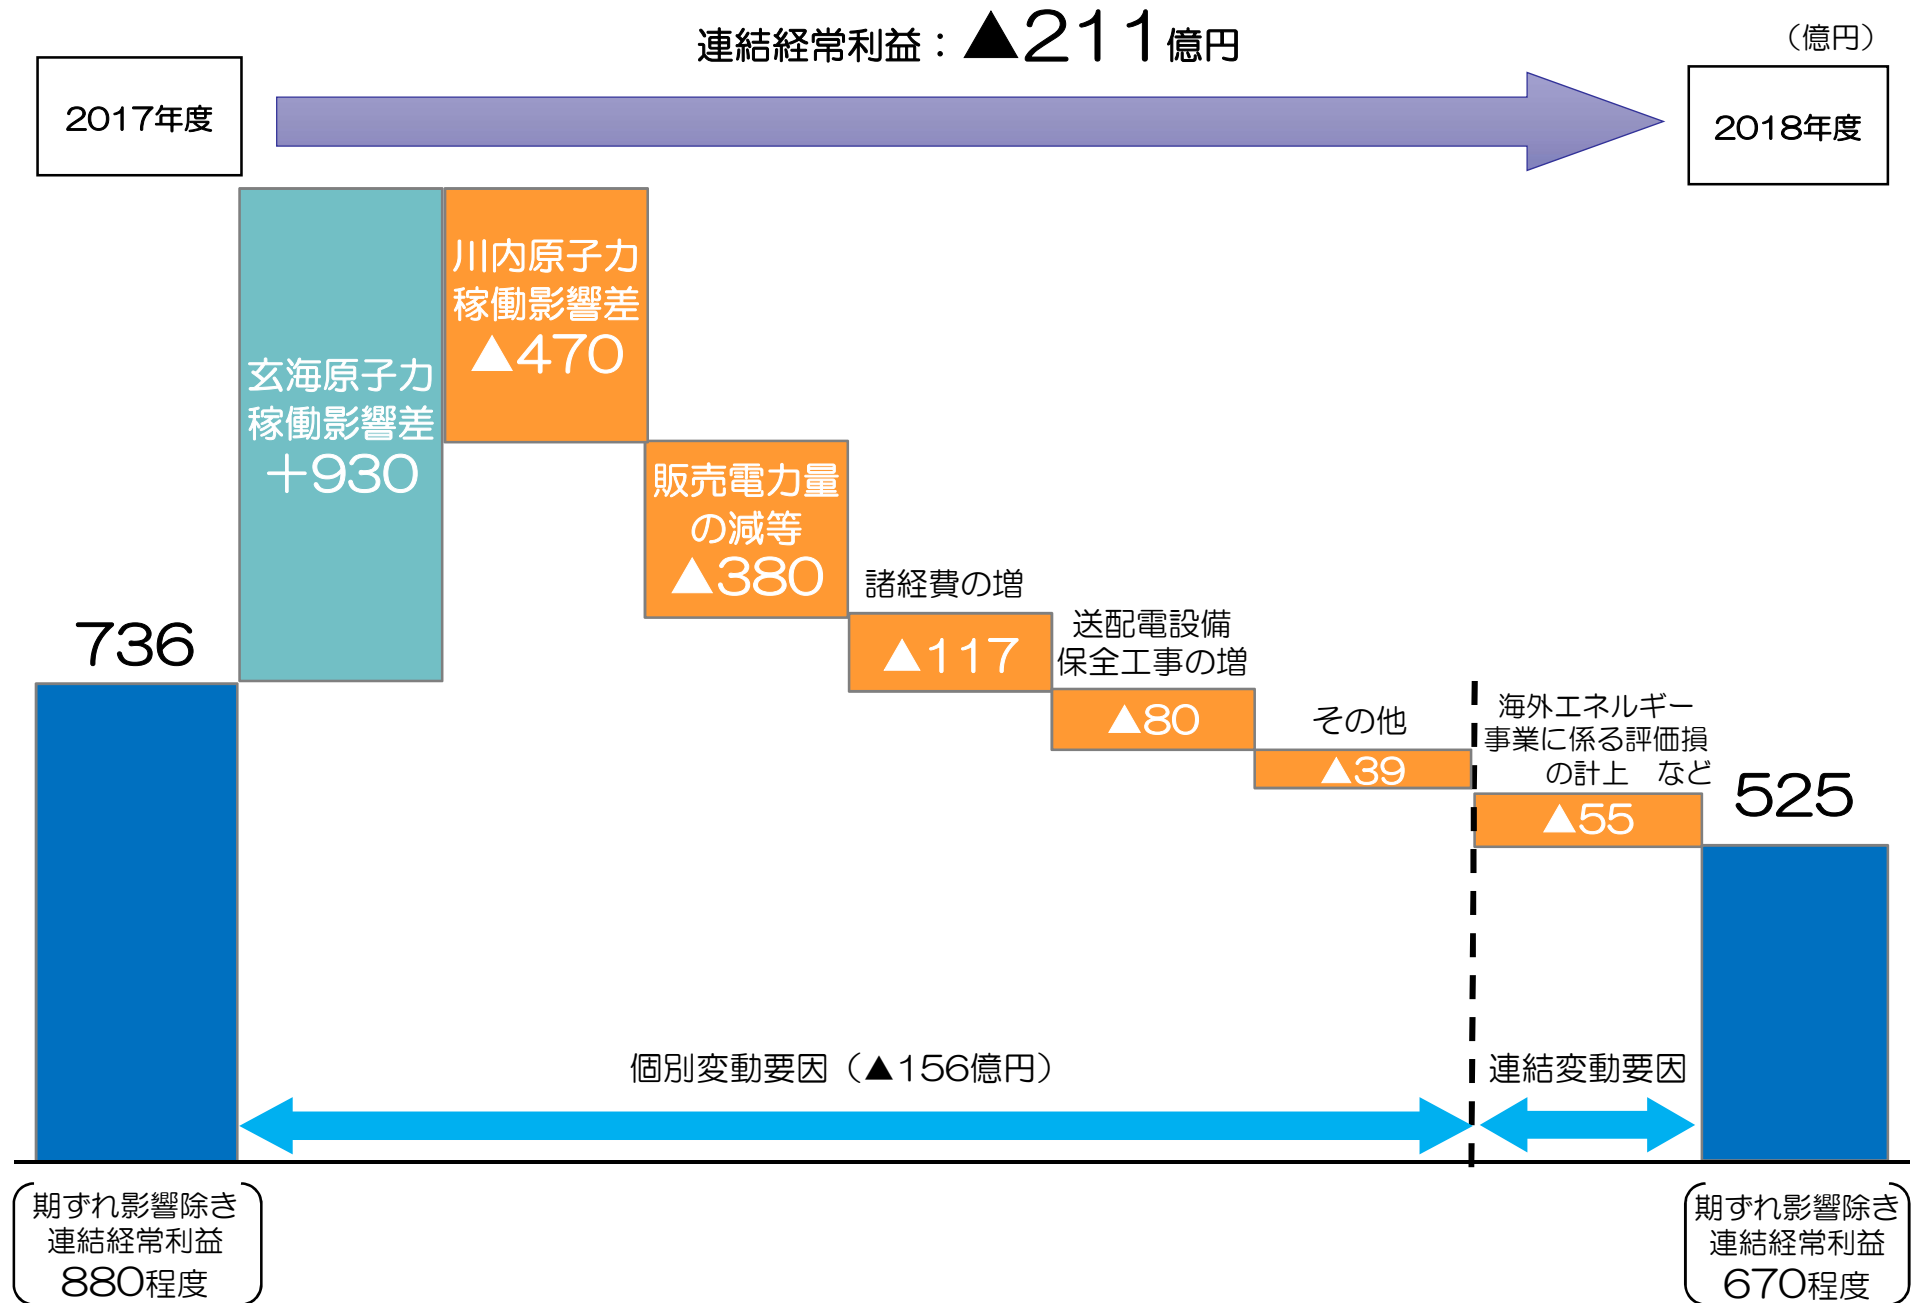 連結経常利益：▲211億円
（億円）
2017年度
2018年度
玄海原子力
稼働影響差
＋930
川内原子力
稼働影響差
▲470
販売電力量
の減等
▲380
諸経費の増
▲117
送配電設備
保全工事の増
▲80
その他
▲39
海外エネルギー
事業に係る評価損
の計上　など
▲55
736
525
個別変動要因（▲156億円）
連結変動要因
期ずれ影響除き
連結経常利益
880程度
期ずれ影響除き
連結経常利益
670程度